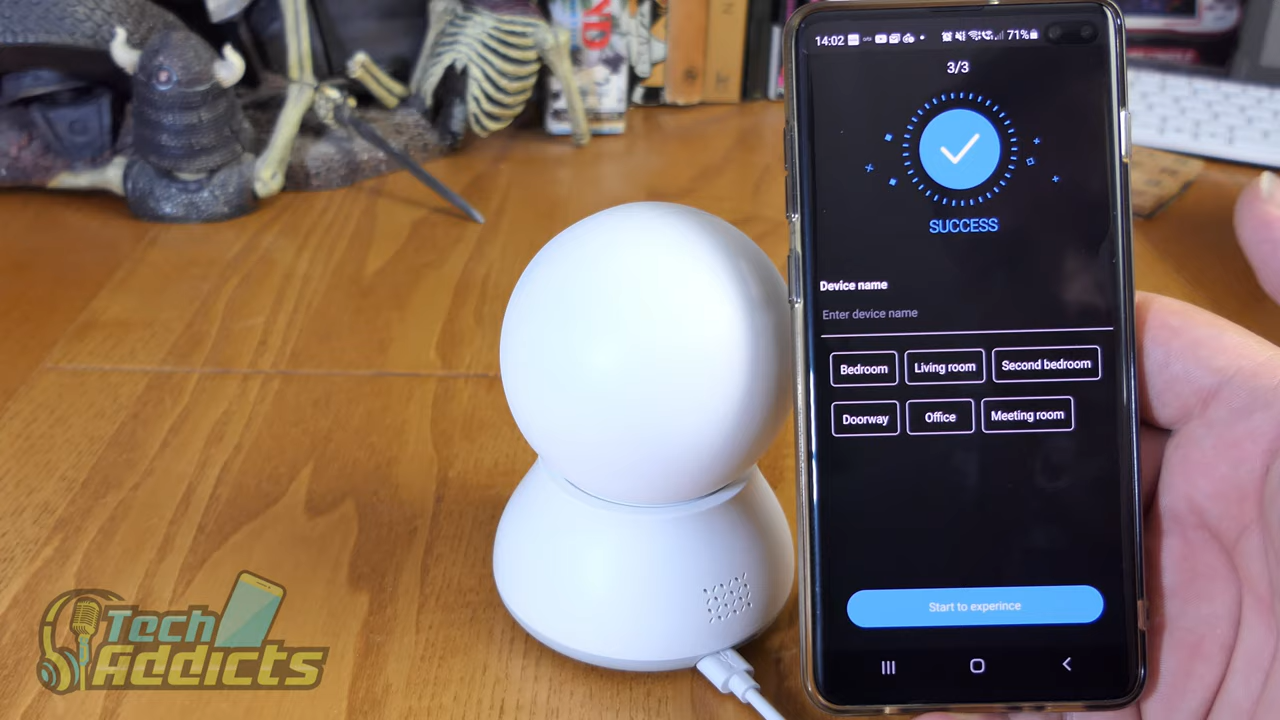 14:02
71%
3/3
SUCCESS
Device name
Enter device name
Bedroom
Living room
Second bedroom
Doorway
Office
Meeting room
Start to experince
Tech
Addicts